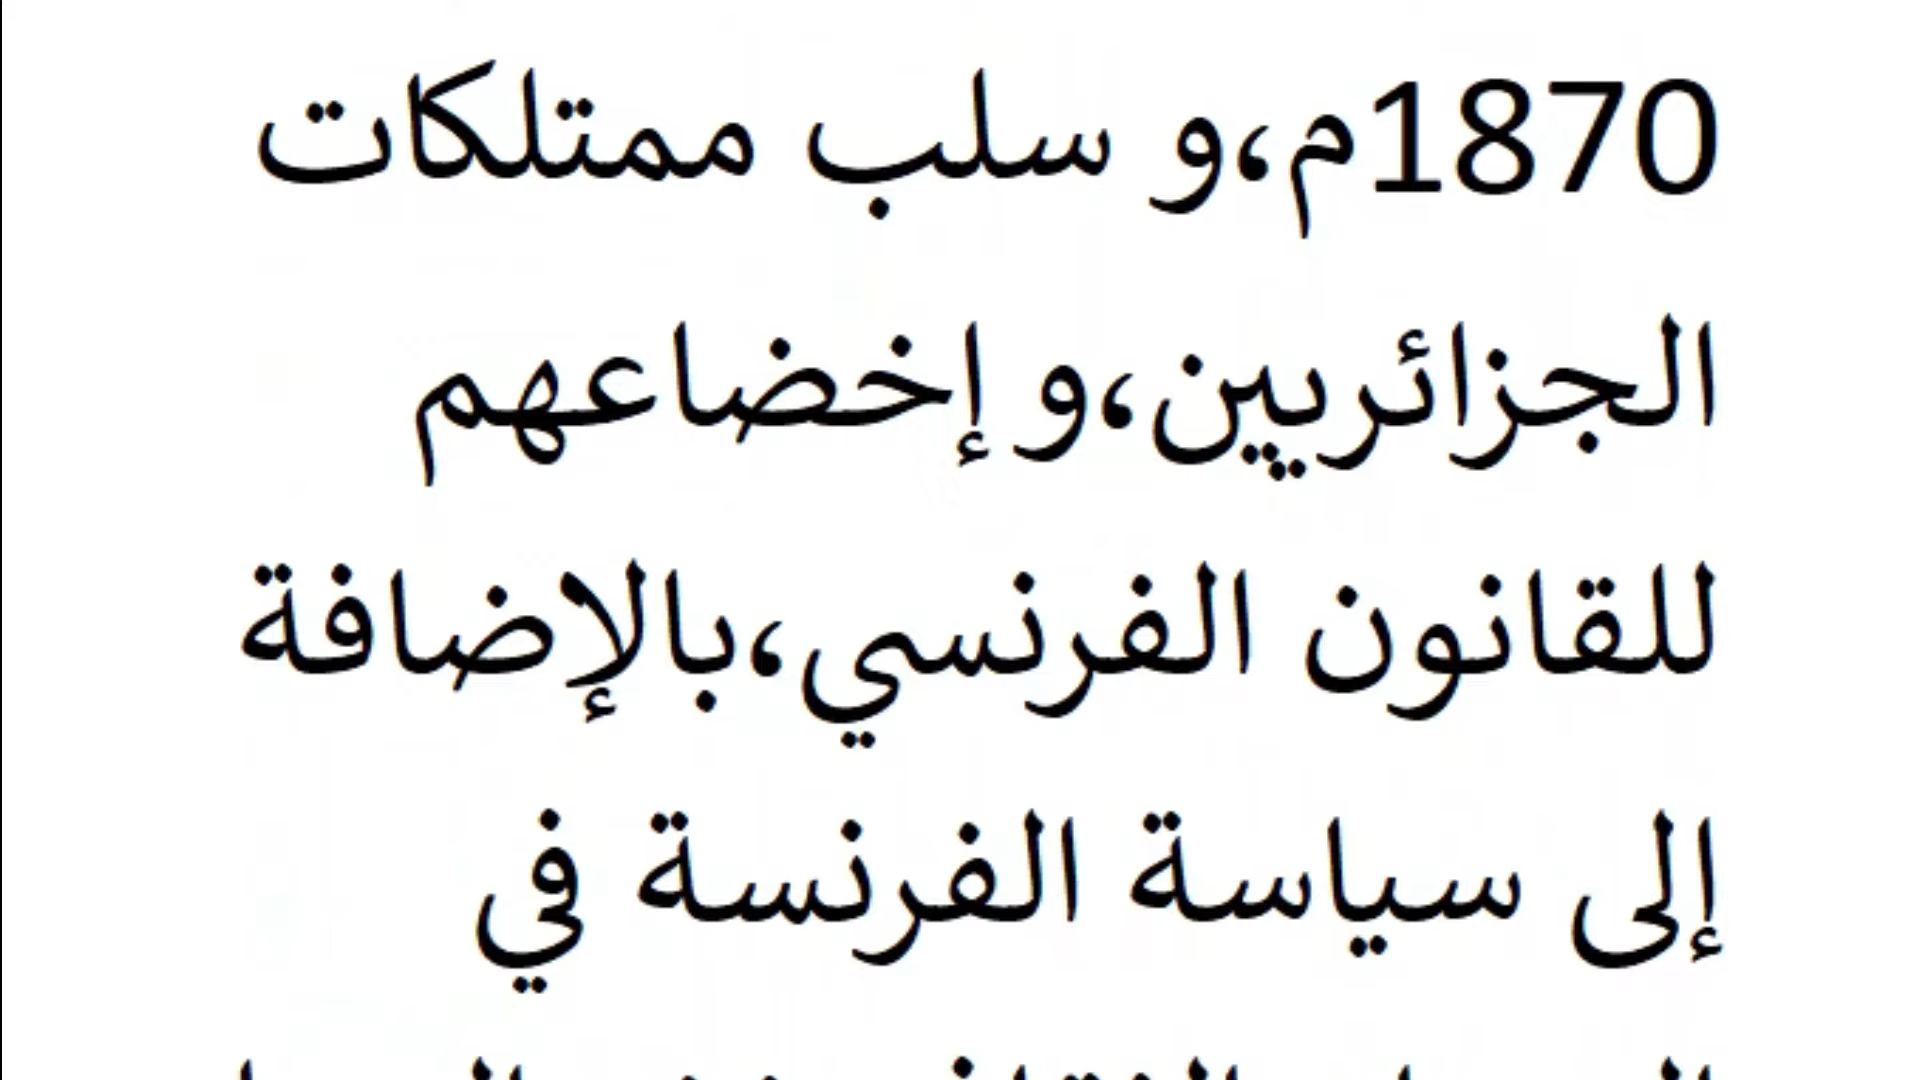 1870م،و سلب ممتلكات
الجزائريين،و إخضاعهم
للقانون الفرنسي،بالإضافة
إلى سياسة الفرنسة في